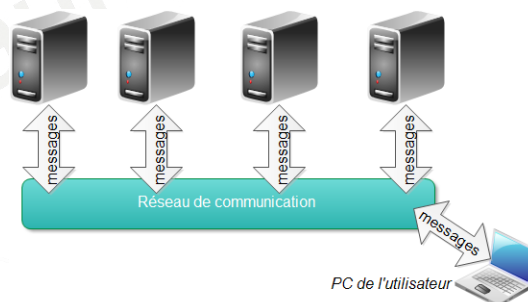 messages
messages
messages
messages
Réseau de communication
messages
PC de l'utilisateur